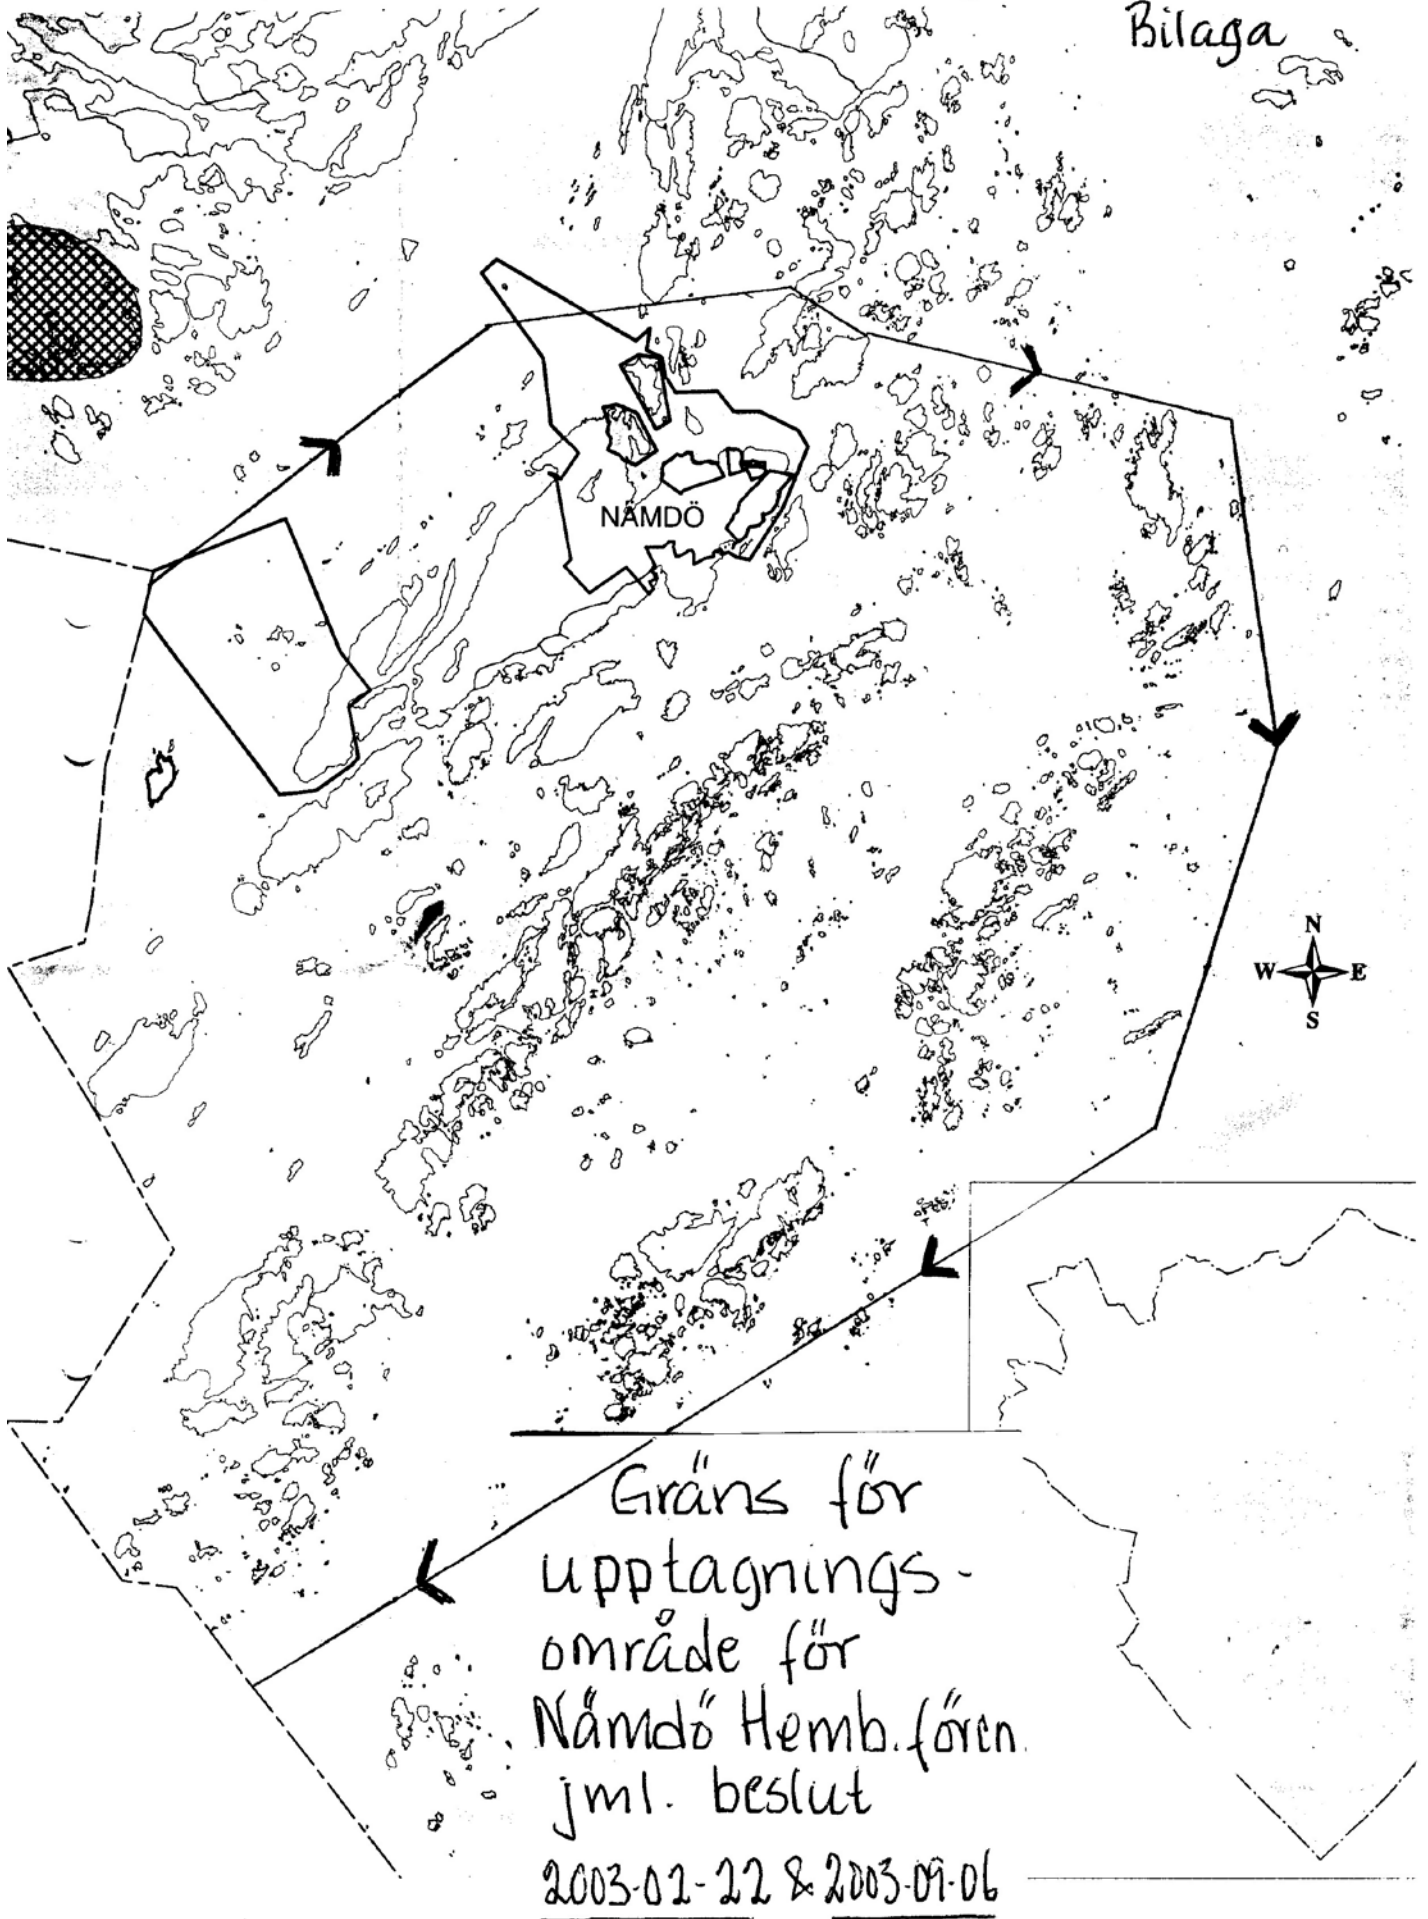 Bilaga
NÄMDÖ
N
W E
S
Gräns för
upptagnings-
område för
Nämdö Hemb.fören.
jml. beslut
2003-02-22 & 2003-09-06